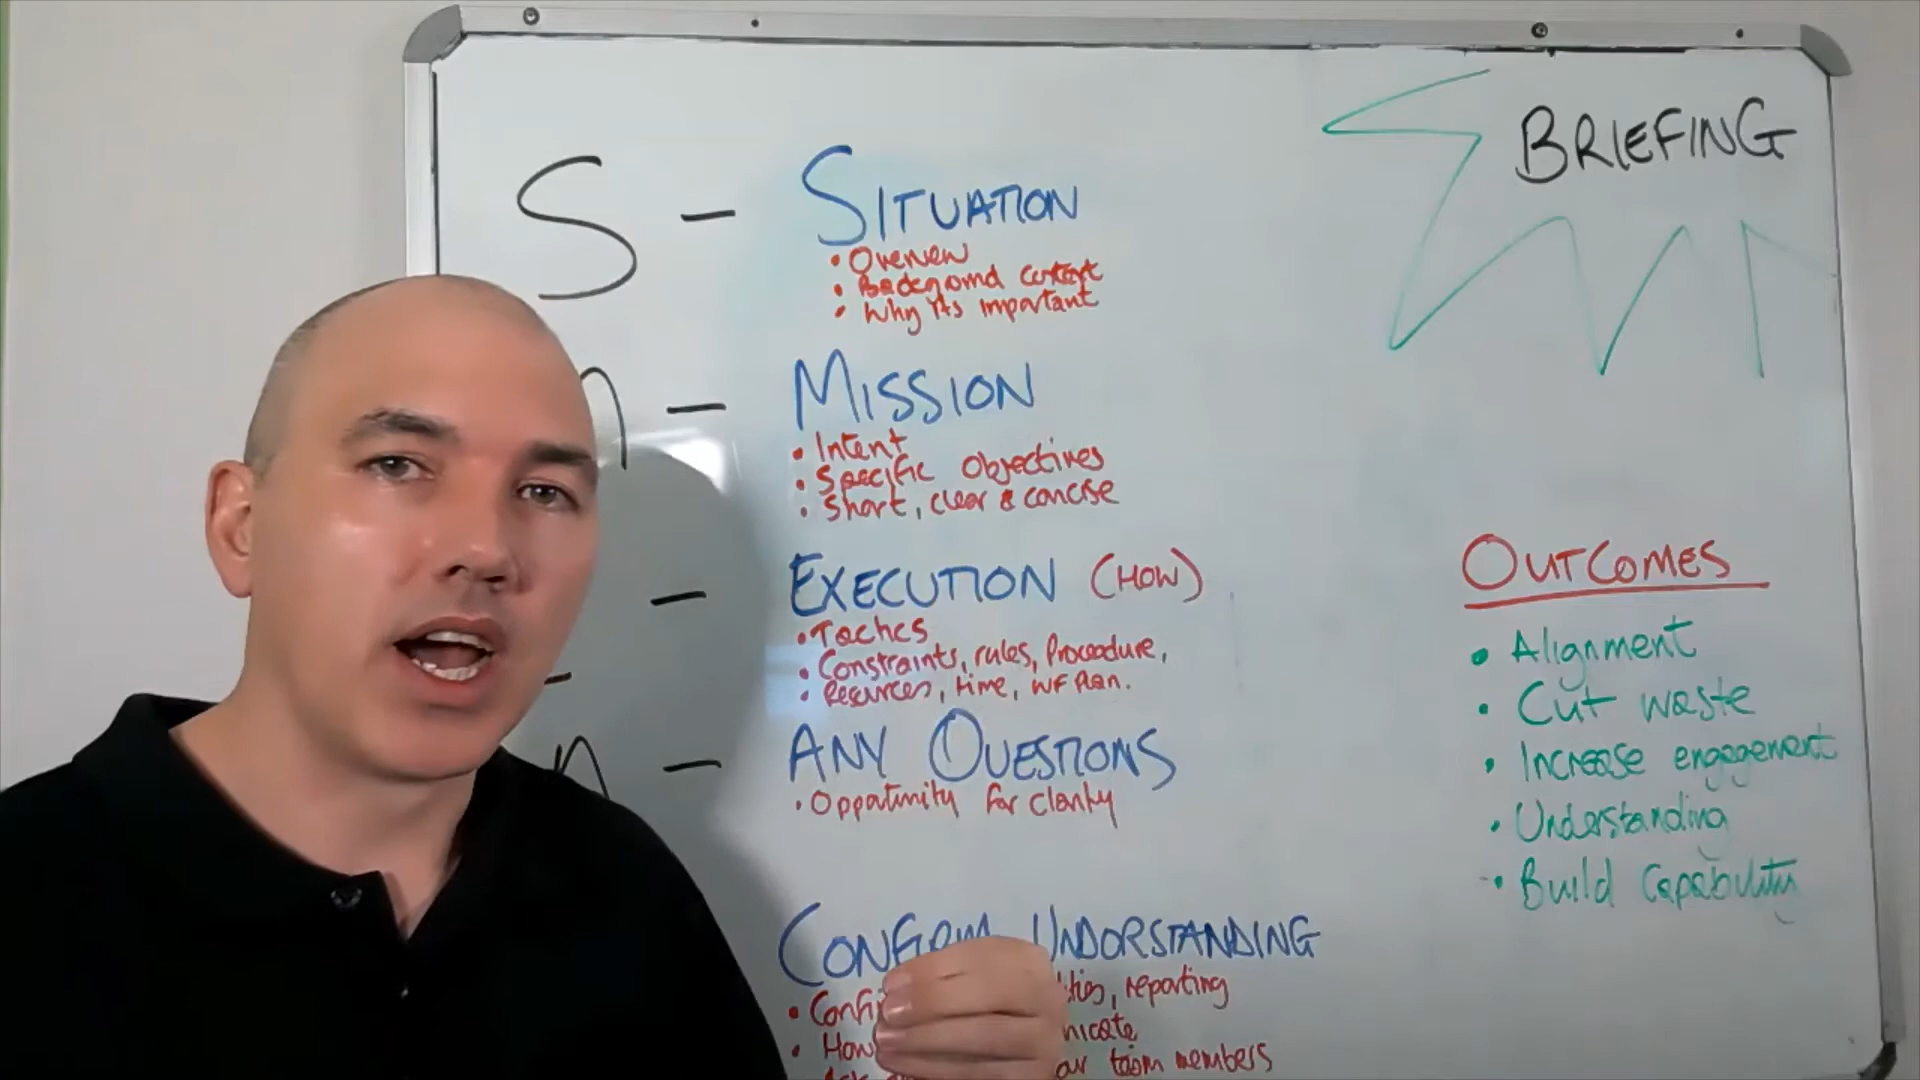 BRIEFING
S - SITUATION
• Overview
• Background context
• Why its important
- MISSION
• Intent
• Specific Objectives
• Short, clear & concise
- EXECUTION (HOW)
• Tactics
• Constraints, rules, Proceedure,
• Resources, time, WF Plan.
- ANY QUESTIONS
• Opportunity for clarity
CONFIRM UNDORSTANDING
reporting
• How
team members
OUTCOMES
• Alignment
• Cut waste
• Increase engagement
• Understanding
• Build Capability